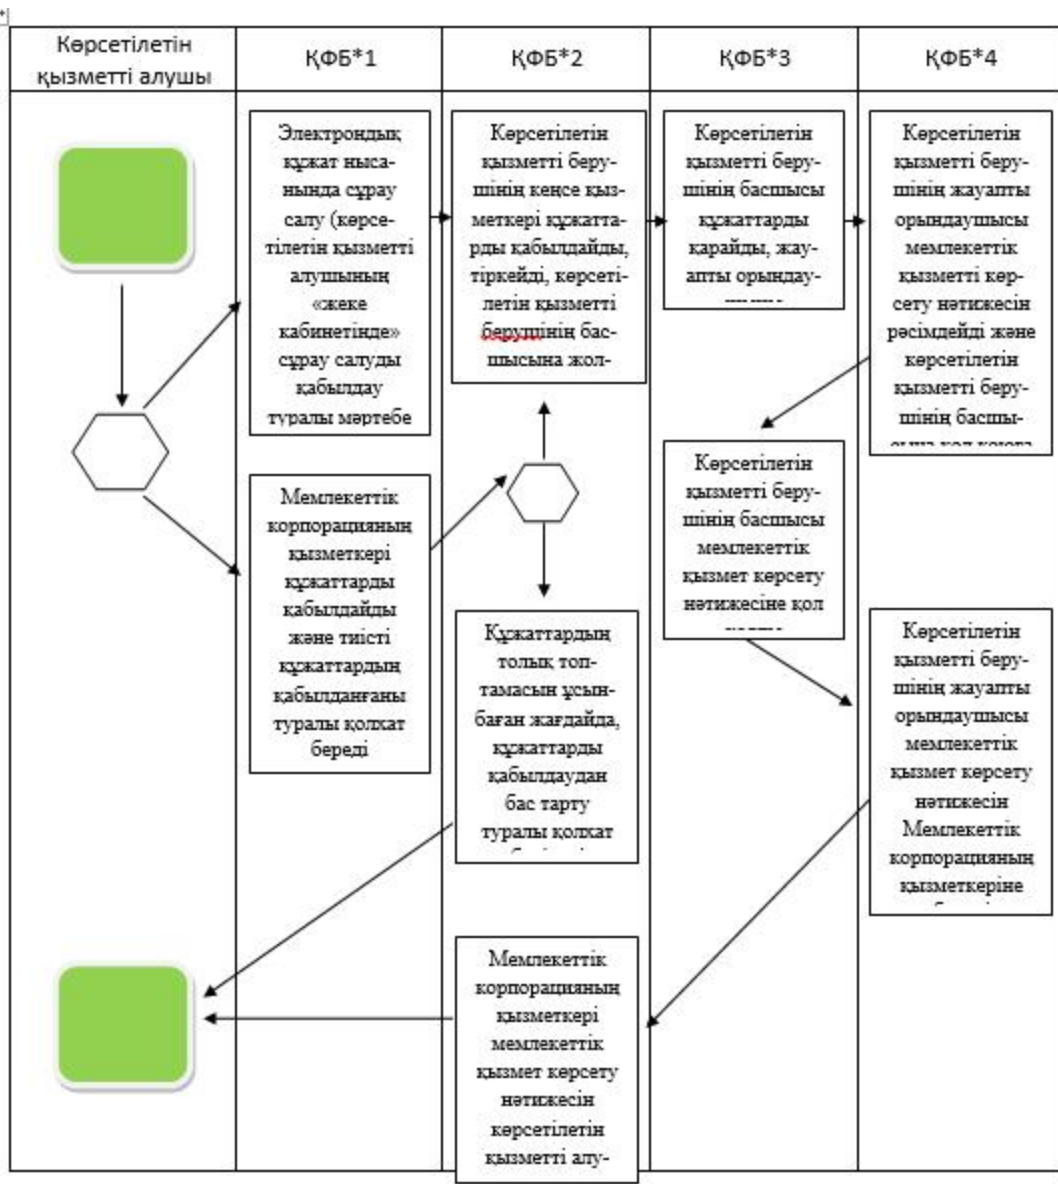 Көрсетілетін
қызметті алушы
ҚФБ*1
ҚФБ*2
ҚФБ*3
ҚФБ*4
Электрондық
құжат ныса-
нында сұрау
салу (көрсе-
тілетін қызметті
алушының
«жеке
кабинетінде»
сұрау салуды
қабылдау
туралы мәртебе
Мемлекеттік
корпорацияның
қызметкері
құжаттарды
қабылдайды
және тиісті
құжаттардың
қабылданғаны
туралы қолхат
береді
Көрсетілетін
қызметті беру-
шінің кеңсе қыз-
меткері құжатта-
рды қабылдайды,
тіркейді, көрсеті-
летін қызметті
берушінің бас-
шысына жол-
Құжаттардың
толық топ-
тамасын ұсын-
баған жағдайда,
құжаттарды
қабылдаудан
бас тарту
туралы қолхат
Мемлекеттік
корпорацияның
қызметкері
мемлекеттік
қызмет көрсету
нәтижесін
көрсетілетін
қызметті алу-
Көрсетілетін
қызметті беру-
шінің басшысы
құжаттарды
қарайды, жау-
апты орындау-
Көрсетілетін
қызметті беру-
шінің басшысы
мемлекеттік
қызмет көрсету
нәтижесіне қол
Көрсетілетін
қызметті беру-
шінің жауапты
орындаушысы
мемлекеттік
қызметті көр-
сету нәтижесін
рәсімдейді және
көрсетілетін
қызметті беру-
шінің басшы-
Көрсетілетін
қызметті беру-
шінің жауапты
орындаушысы
мемлекеттік
қызмет көрсету
нәтижесін
Мемлекеттік
корпорацияның
қызметкеріне